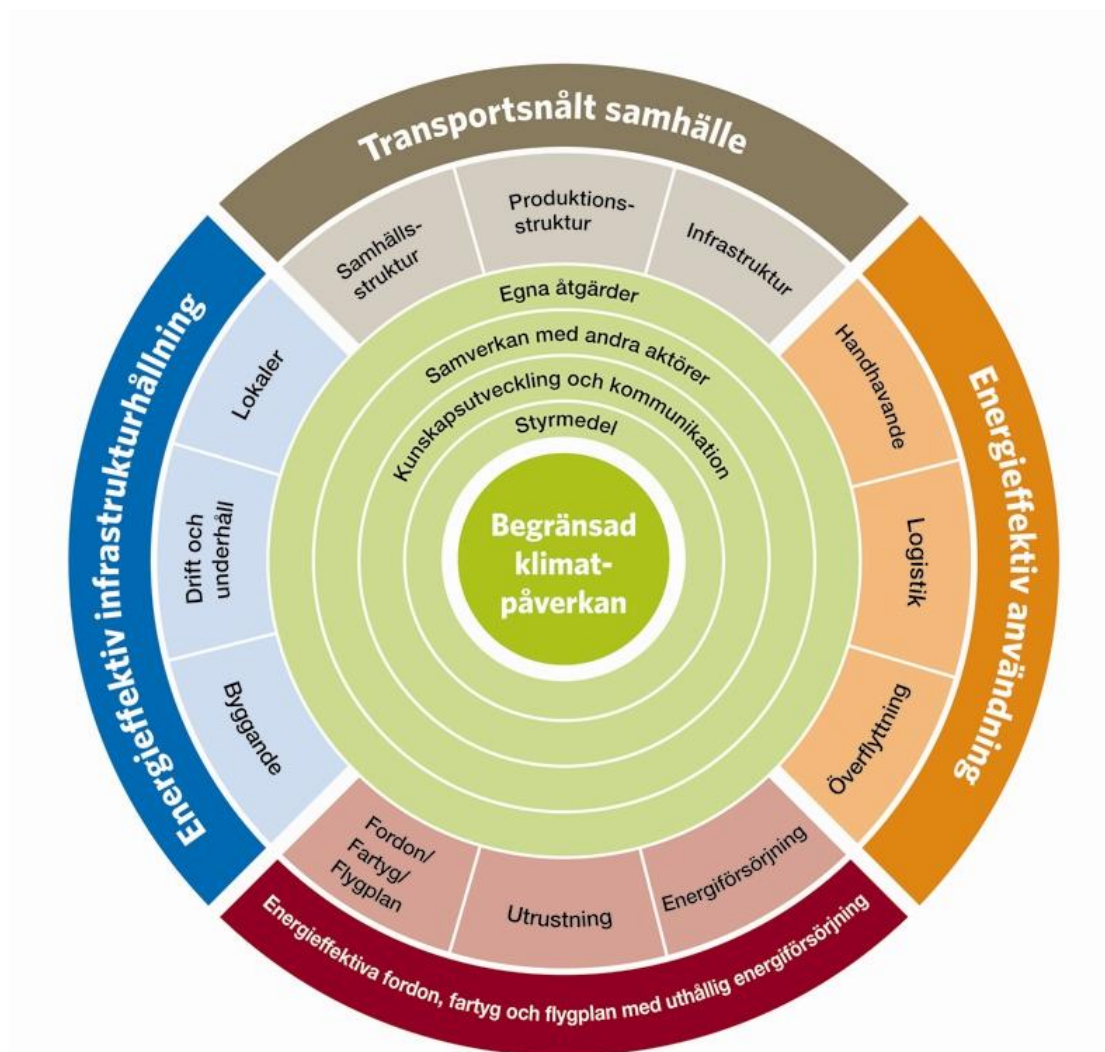 Transportsnålt samhälle
Samhälls-
struktur
Produktions-
struktur
Infrastruktur
Egna åtgärder
Samverkan med andra aktörer
Kunskapsutveckling och kommunikation
Styrmedel
Begränsad
klimat-
påverkan
Energieffektiv användning
Handhavande
Logistik
Överflyttning
Energieffektiva fordon, fartyg och flygplan med uthållig energiförsörjning
Energiförsörjning
Utrustning
Fordon/
Fartyg/
Flygplan
Energieffektiv infrastrukturhållning
Byggande
Drift och
underhåll
Lokaler